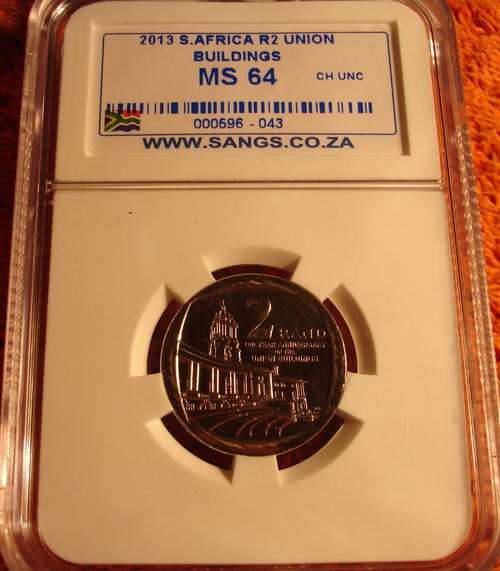 2013 S.AFRICA R2 UNION
BUILDINGS
MS 64 CH UNC
000596 - 043
WWW.SANGS.CO.ZA
2 RAND
100 YEAR ANNIVERSARY
OF THE
UNION BUILDINGS